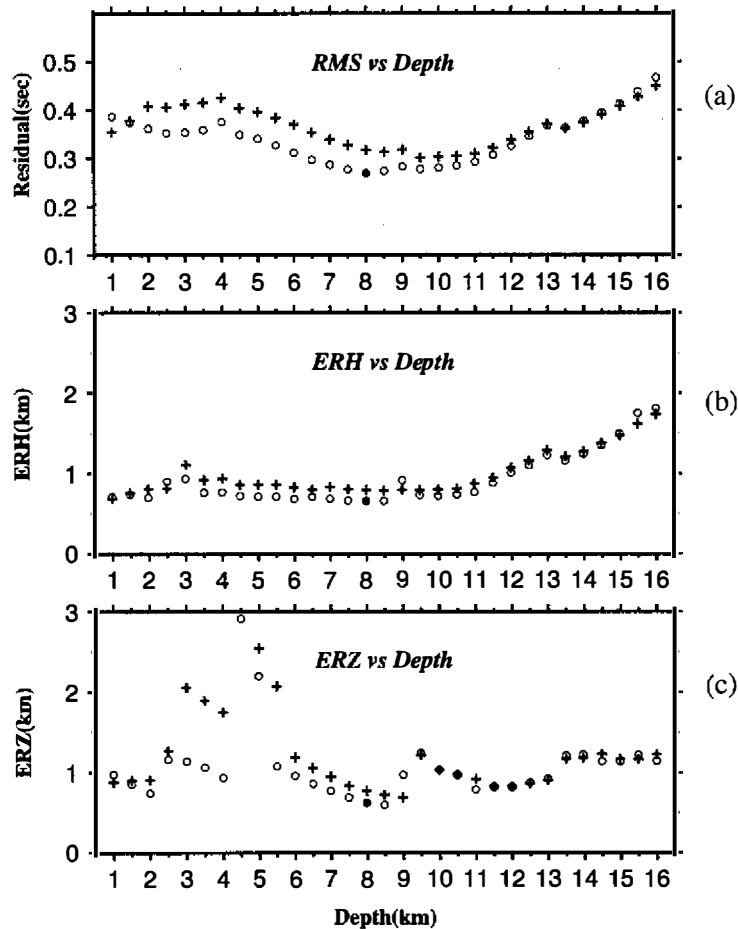 RMS vs Depth
(a)
Residual(sec)
0.5
0.4
0.3
0.2
0.1
1 2 3 4 5 6 7 8 9 10 11 12 13 14 15 16
ERH vs Depth
(b)
ERH(km)
3
2
1
0
1 2 3 4 5 6 7 8 9 10 11 12 13 14 15 16
ERZ vs Depth
(c)
ERZ(km)
3
2
1
0
1 2 3 4 5 6 7 8 9 10 11 12 13 14 15 16
Depth(km)